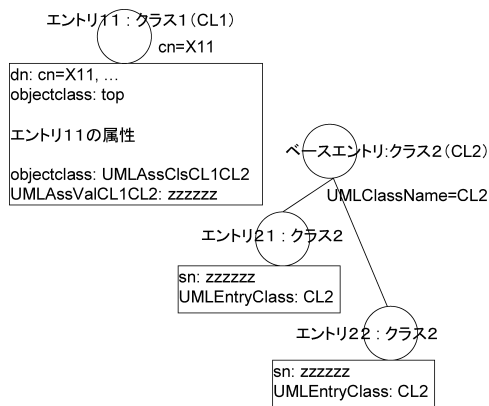 エントリ11：クラス1（CL1）
cn=X11
dn: cn=X11, ...
objectclass: top
エントリ11の属性
objectclass: UMLAssClsCL1CL2
UMLAssValCL1CL2: zzzzzz
ベースエントリ:クラス2（CL2）
UMLClassName=CL2
エントリ21：クラス2
sn: zzzzzz
UMLEntryClass: CL2
エントリ22：クラス2
sn: zzzzzz
UMLEntryClass: CL2